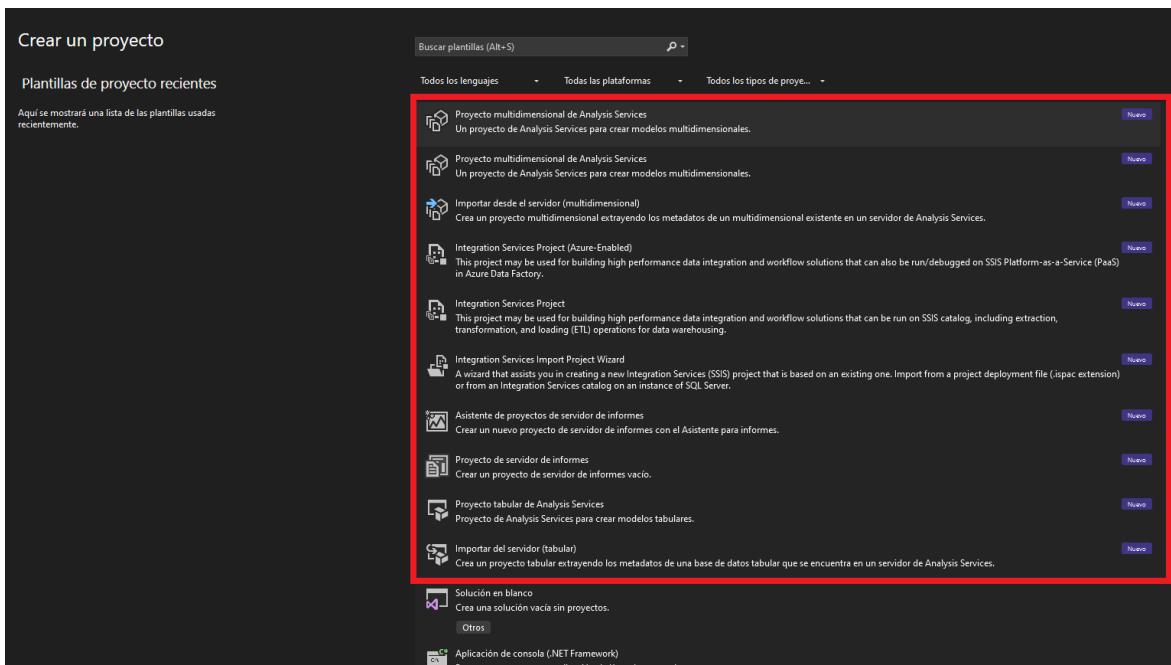 Crear un proyecto
Buscar plantillas (Alt+S)
Plantillas de proyecto recientes
Todos los lenguajes Todas las plataformas Todos los tipos de proye...
Aquí se mostrará una lista de las plantillas usadas
recientemente.
Proyecto multidimensional de Analysis Services Nuevo
Un proyecto de Analysis Services para crear modelos multidimensionales.
Proyecto multidimensional de Analysis Services Nuevo
Un proyecto de Analysis Services para crear modelos multidimensionales.
Importar desde el servidor (multidimensional) Nuevo
Crea un proyecto multidimensional extrayendo los metadatos de un multidimensional existente en un servidor de Analysis Services.
Integration Services Project (Azure-Enabled) Nuevo
This project may be used for building high performance data integration and workflow solutions that can also be run/debugged on SSIS Platform-as-a-Service (PaaS)
in Azure Data Factory.
Integration Services Project Nuevo
This project may be used for building high performance data integration and workflow solutions that can be run on SSIS catalog, including extraction,
transformation, and loading (ETL) operations for data warehousing.
Integration Services Import Project Wizard Nuevo
A wizard that assists you in creating a new Integration Services (SSIS) project that is based on an existing one. Import from a project deployment file (.ispac extension)
or from an Integration Services catalog on an instance of SQL Server.
Asistente de proyectos de servidor de informes Nuevo
Crear un nuevo proyecto de servidor de informes con el Asistente para informes.
Proyecto de servidor de informes Nuevo
Crear un proyecto de servidor de informes vacío.
Proyecto tabular de Analysis Services Nuevo
Proyecto de Analysis Services para crear modelos tabulares.
Importar del servidor (tabular) Nuevo
Crea un proyecto tabular extrayendo los metadatos de una base de datos tabular que se encuentra en un servidor de Analysis Services.
Solución en blanco
Crea una solución vacía sin proyectos.
Otros
Aplicación de consola (.NET Framework)